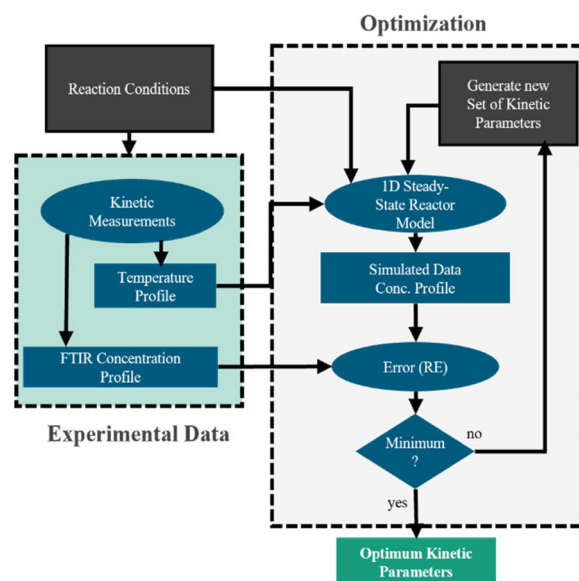 Optimization
Reaction Conditions
Generate new
Set of Kinetic
Parameters
Kinetic
Measurements
1D Steady-
State Reactor
Model
Temperature
Profile
Simulated Data
Conc. Profile
FTIR Concentration
Profile
Error (RE)
Experimental Data
Minimum
?
no
yes
Optimum Kinetic
Parameters